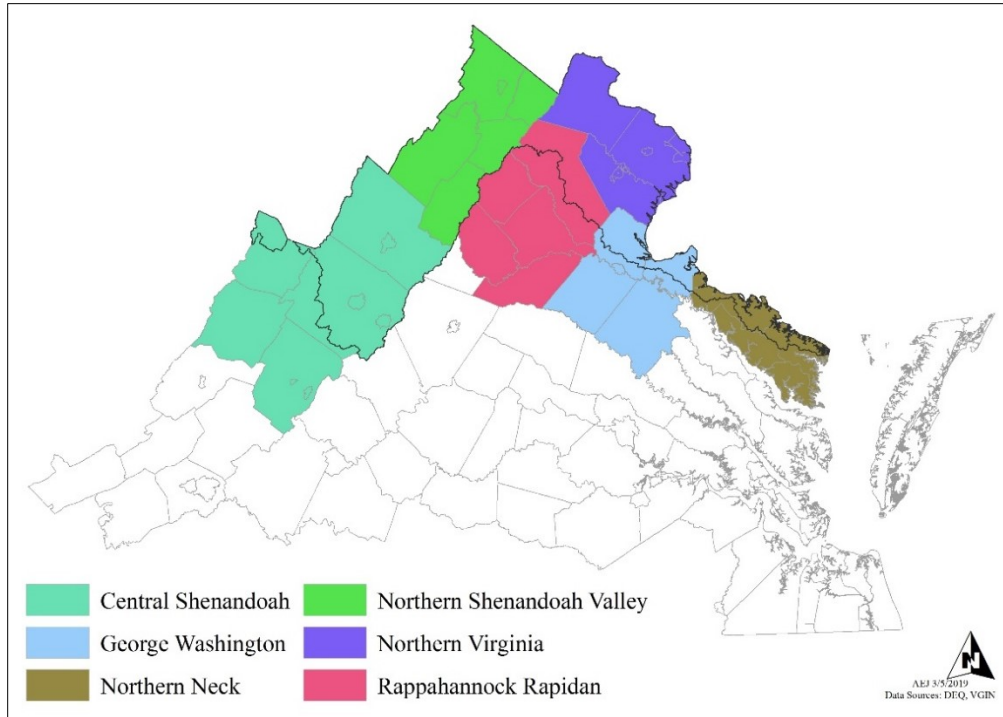 Central Shenandoah
Northern Shenandoah Valley
George Washington
Northern Virginia
Northern Neck
Rappahannock Rapidan
N
AEJ 3/5/2019
Data Sources: DEQ, VGIN